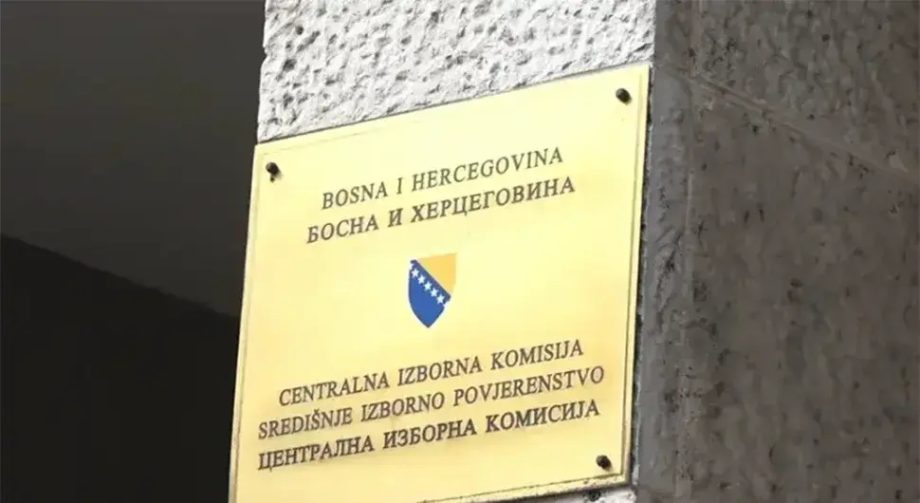 BOSNA I HERCEGOVINA
БОСНА И ХЕРЦЕГОВИНА
CENTRALNA IZBORNA KOMISIJA
SREDIŠNJE IZBORNO POVJERENSTVO
ЦЕНТРАЛНА ИЗБОРНА КОМИСИЈА